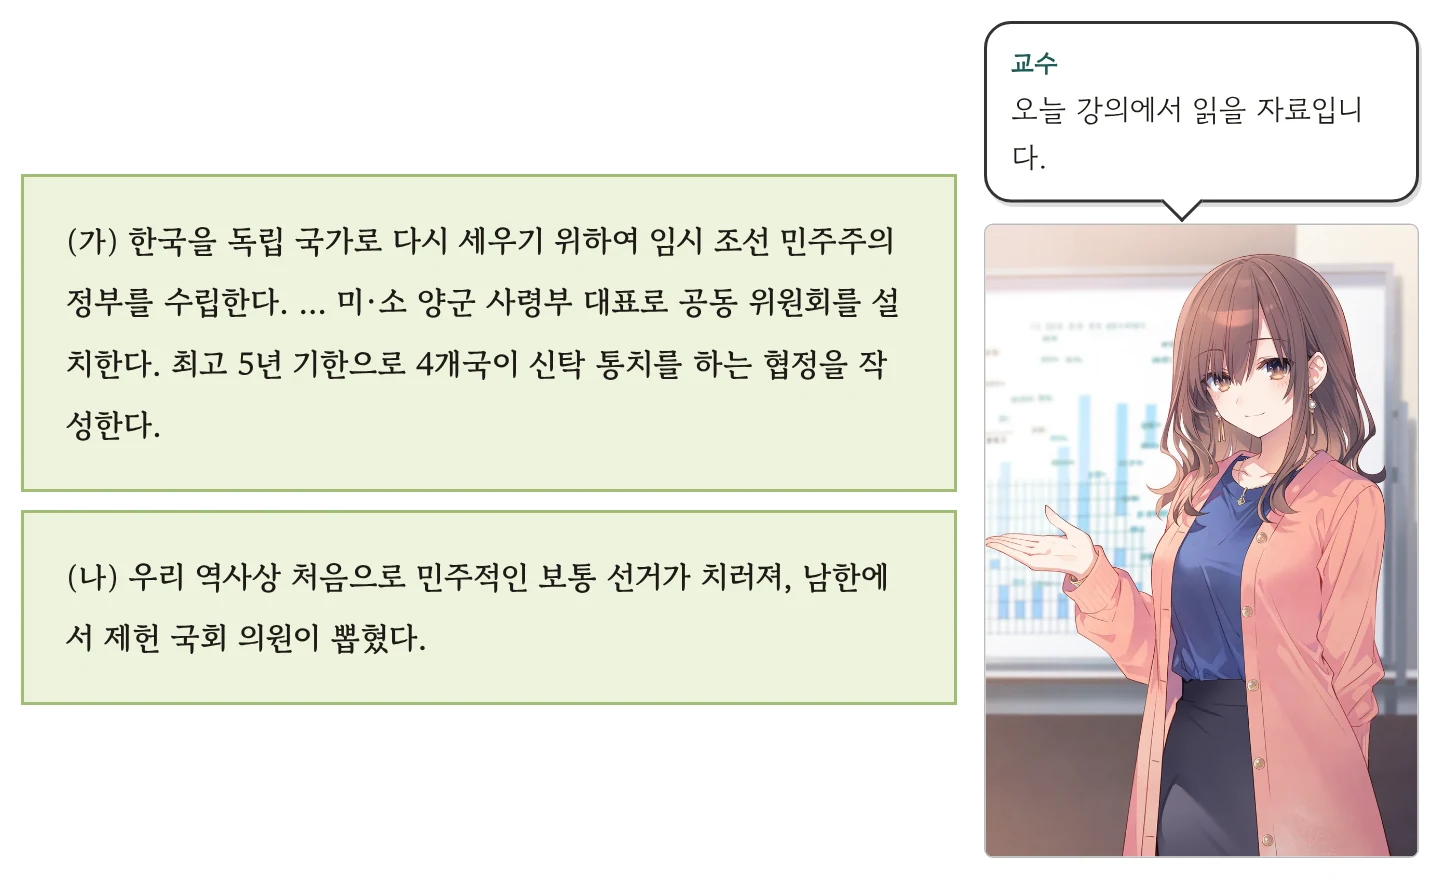 (가) 한국을 독립 국가로 다시 세우기 위하여 임시 조선 민주주의
정부를 수립한다. ... 미·소 양군 사령부 대표로 공동 위원회를 설
치한다. 최고 5년 기한으로 4개국이 신탁 통치를 하는 협정을 작
성한다.
(나) 우리 역사상 처음으로 민주적인 보통 선거가 치러져, 남한에
서 제헌 국회 의원이 뽑혔다.
교수
오늘 강의에서 읽을 자료입니
다.